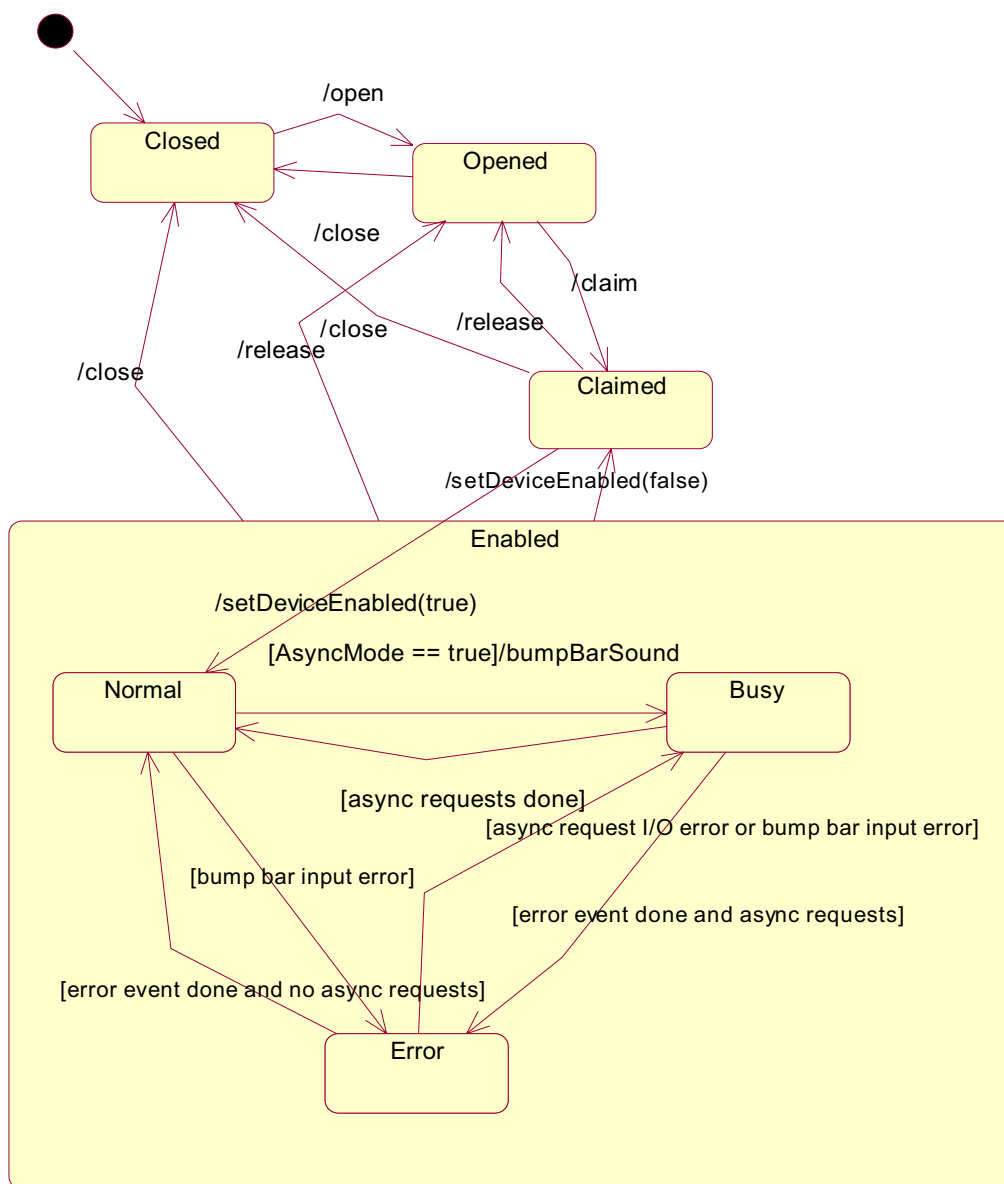 /open
Closed
Opened
/close
/claim
/release
/close
/release
/close
Claimed
/setDeviceEnabled(false)
Enabled
/setDeviceEnabled(true)
[AsyncMode == true]/bumpBarSound
Normal
Busy
[async requests done]
[async request I/O error or bump bar input error]
[bump bar input error]
[error event done and async requests]
[error event done and no async requests]
Error